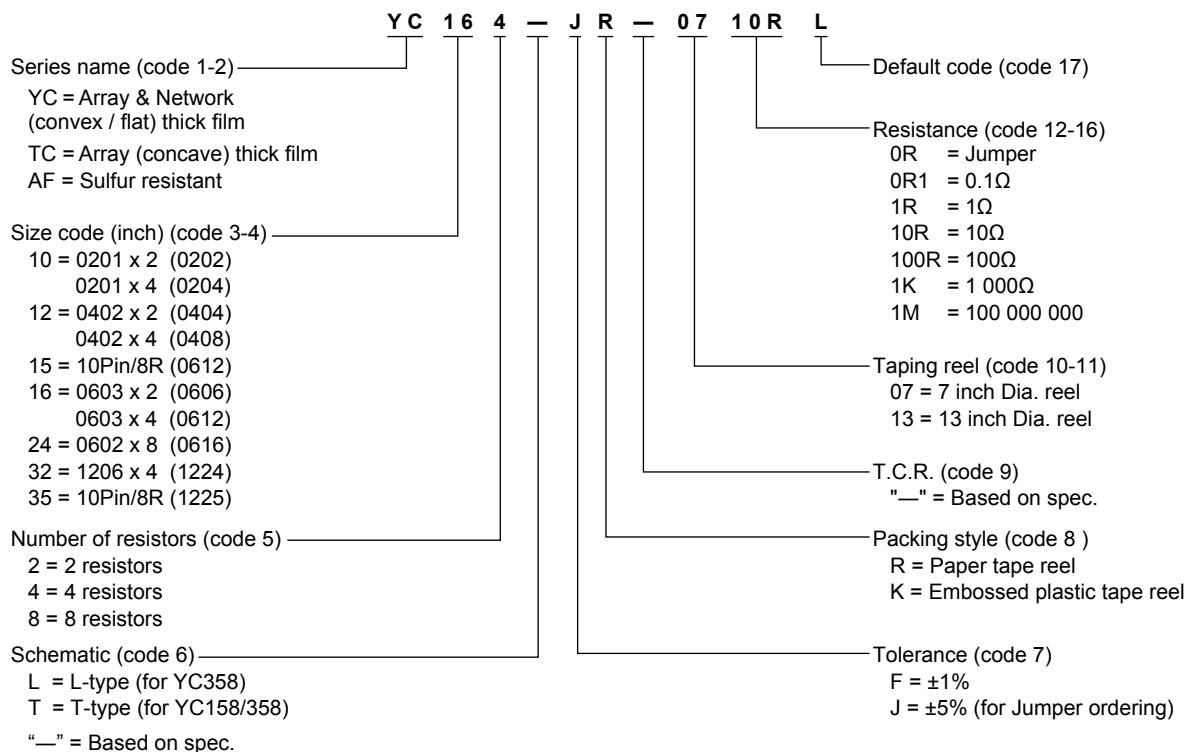 YC 16 4 — J R — 07 10R L
Series name (code 1-2)
YC = Array & Network
(convex / flat) thick film
TC = Array (concave) thick film
AF = Sulfur resistant
Size code (inch) (code 3-4)
10 = 0201 x 2 (0202)
0201 x 4 (0204)
12 = 0402 x 2 (0404)
0402 x 4 (0408)
15 = 10Pin/8R (0612)
16 = 0603 x 2 (0606)
0603 x 4 (0612)
24 = 0602 x 8 (0616)
32 = 1206 x 4 (1224)
35 = 10Pin/8R (1225)
Number of resistors (code 5)
2 = 2 resistors
4 = 4 resistors
8 = 8 resistors
Schematic (code 6)
L = L-type (for YC358)
T = T-type (for YC158/358)
“—” = Based on spec.
Default code (code 17)
Resistance (code 12-16)
0R = Jumper
0R1 = 0.1Ω
1R = 1Ω
10R = 10Ω
100R = 100Ω
1K = 1 000Ω
1M = 100 000 000
Taping reel (code 10-11)
07 = 7 inch Dia. reel
13 = 13 inch Dia. reel
T.C.R. (code 9)
"—" = Based on spec.
Packing style (code 8 )
R = Paper tape reel
K = Embossed plastic tape reel
Tolerance (code 7)
F = ±1%
J = ±5% (for Jumper ordering)